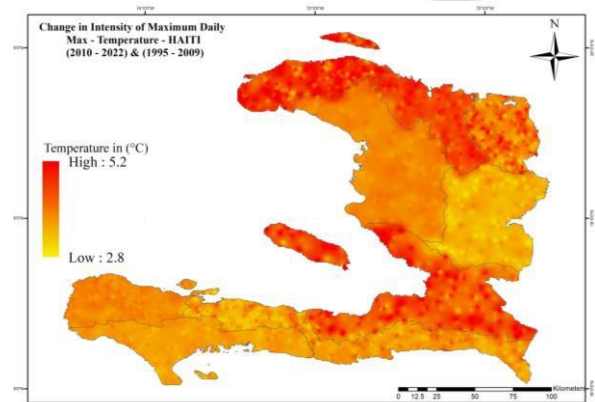 Change in Intensity of Maximum Daily
Max - Temperature - HAITI
(2010 - 2022) & (1995 - 2009)
N
Temperature in (°C)
High : 5.2
Low : 2.8
Kilometers
0 12.5 25 50 75 100